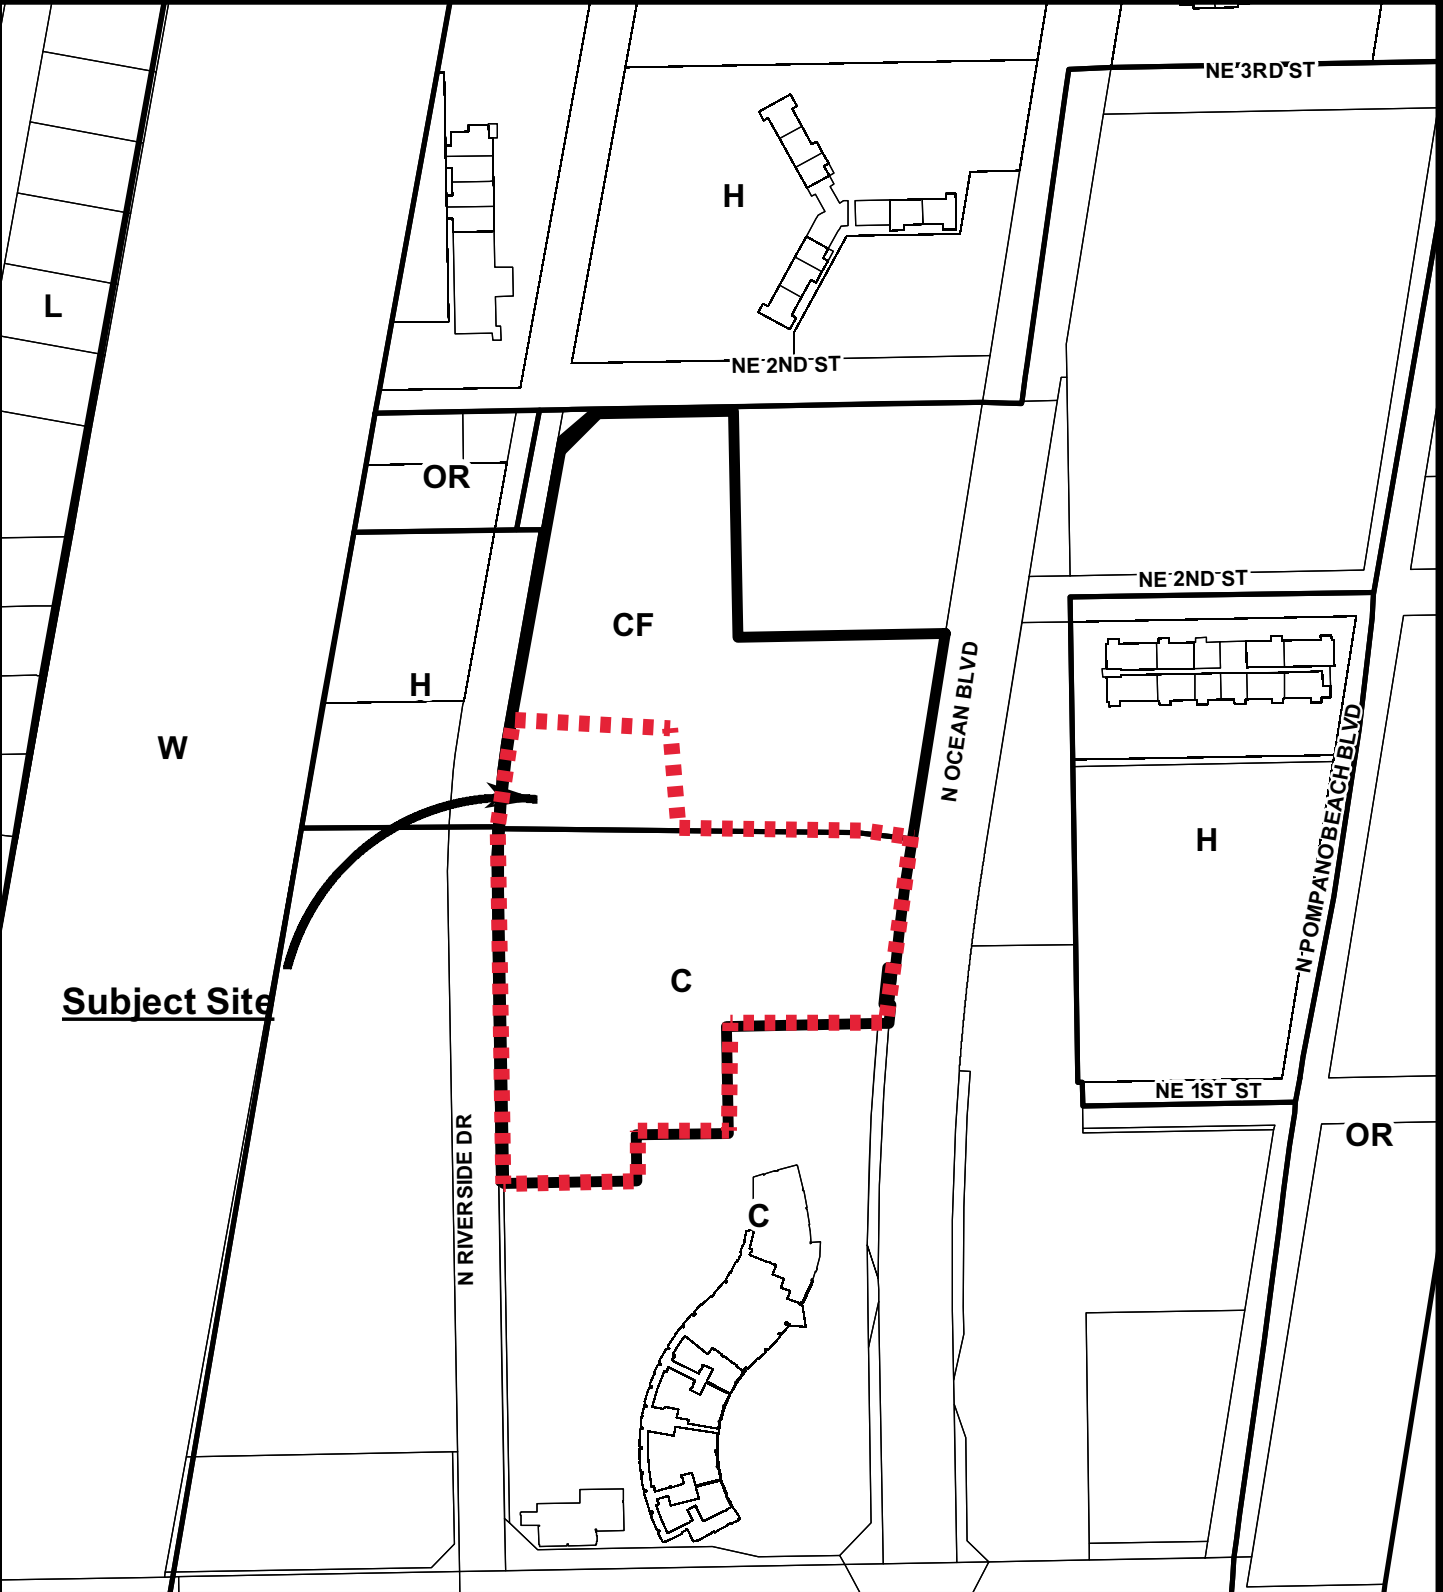 NE 3RD ST
H
L
NE 2ND ST
OR
NE 2ND ST
CF
H
N OCEAN BLVD
W
N POMPANO BEACH BLVD
H
C
Subject Site
NE 1ST ST
OR
N RIVERSIDE DR
C